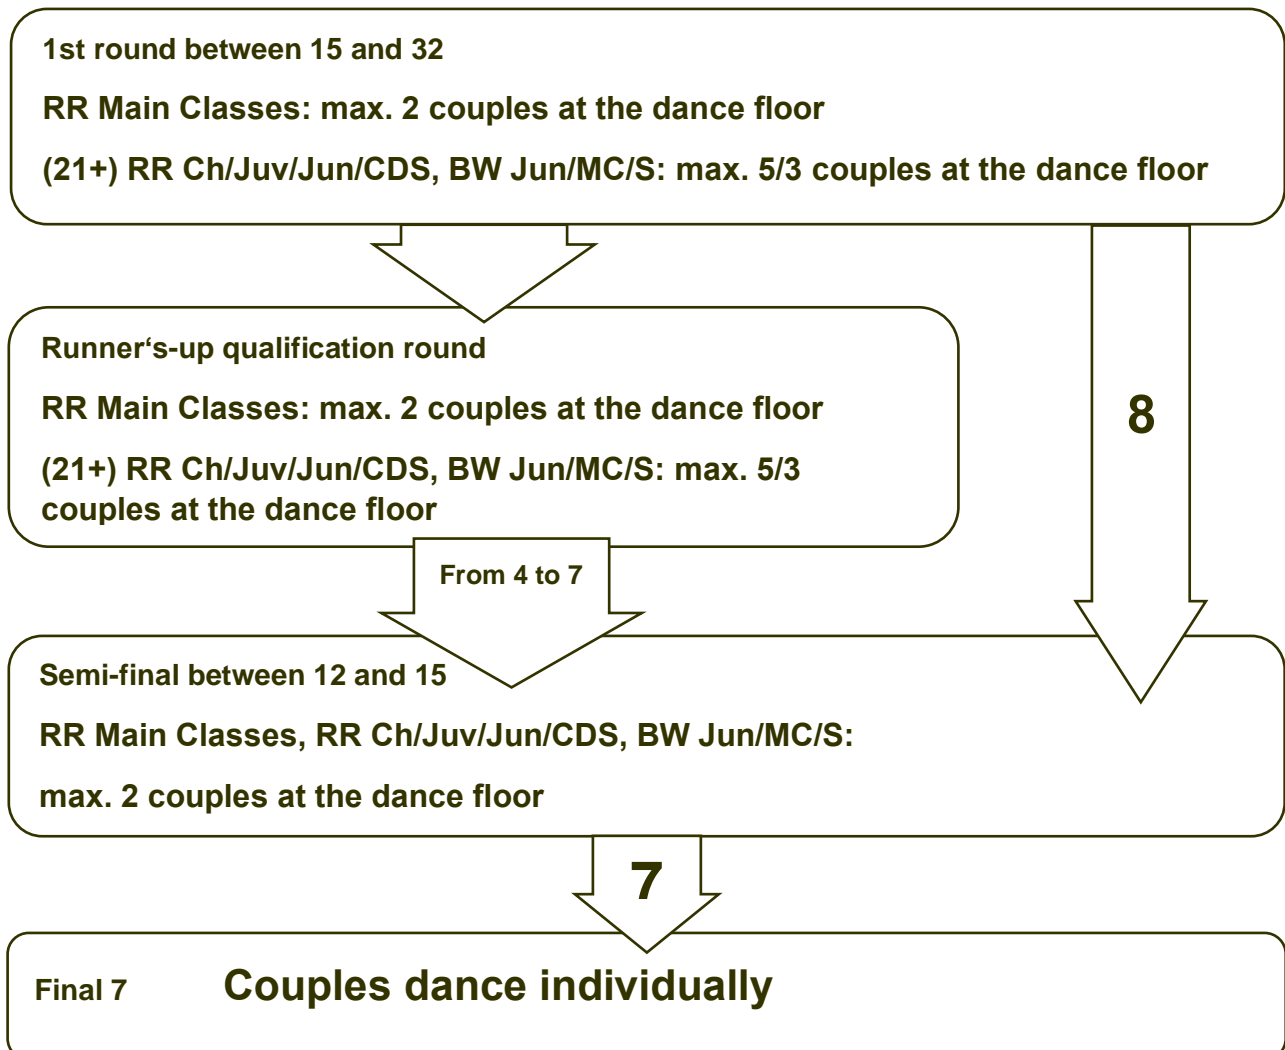 1st round between 15 and 32
RR Main Classes: max. 2 couples at the dance floor
(21+) RR Ch/Juv/Jun/CDS, BW Jun/MC/S: max. 5/3 couples at the dance floor
Runner‘s-up qualification round
RR Main Classes: max. 2 couples at the dance floor
(21+) RR Ch/Juv/Jun/CDS, BW Jun/MC/S: max. 5/3
couples at the dance floor
8
From 4 to 7
Semi-final between 12 and 15
RR Main Classes, RR Ch/Juv/Jun/CDS, BW Jun/MC/S:
max. 2 couples at the dance floor
7
Final 7 Couples dance individually